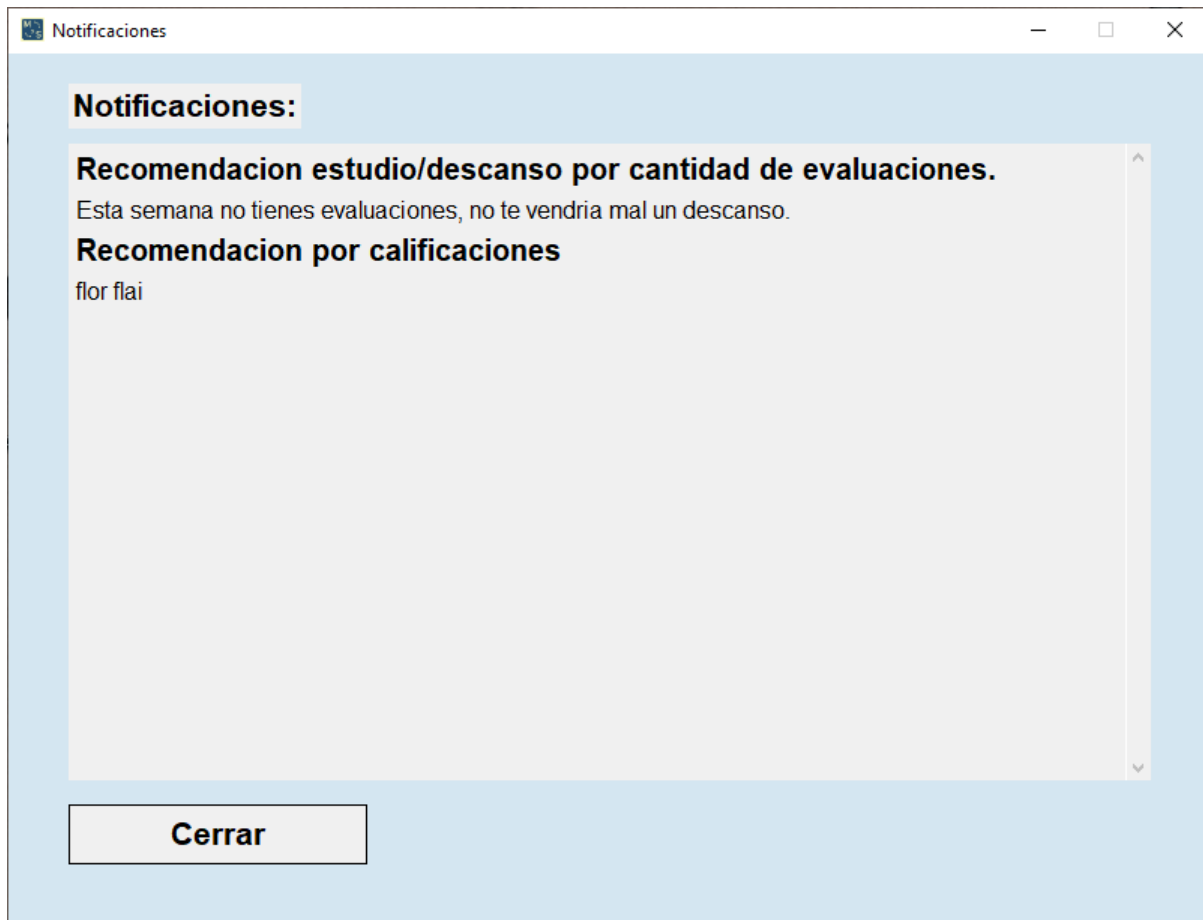 Notificaciones
Notificaciones:
Recomendacion estudio/descanso por cantidad de evaluaciones.
Esta semana no tienes evaluaciones, no te vendria mal un descanso.
Recomendacion por calificaciones
flor flai
Cerrar